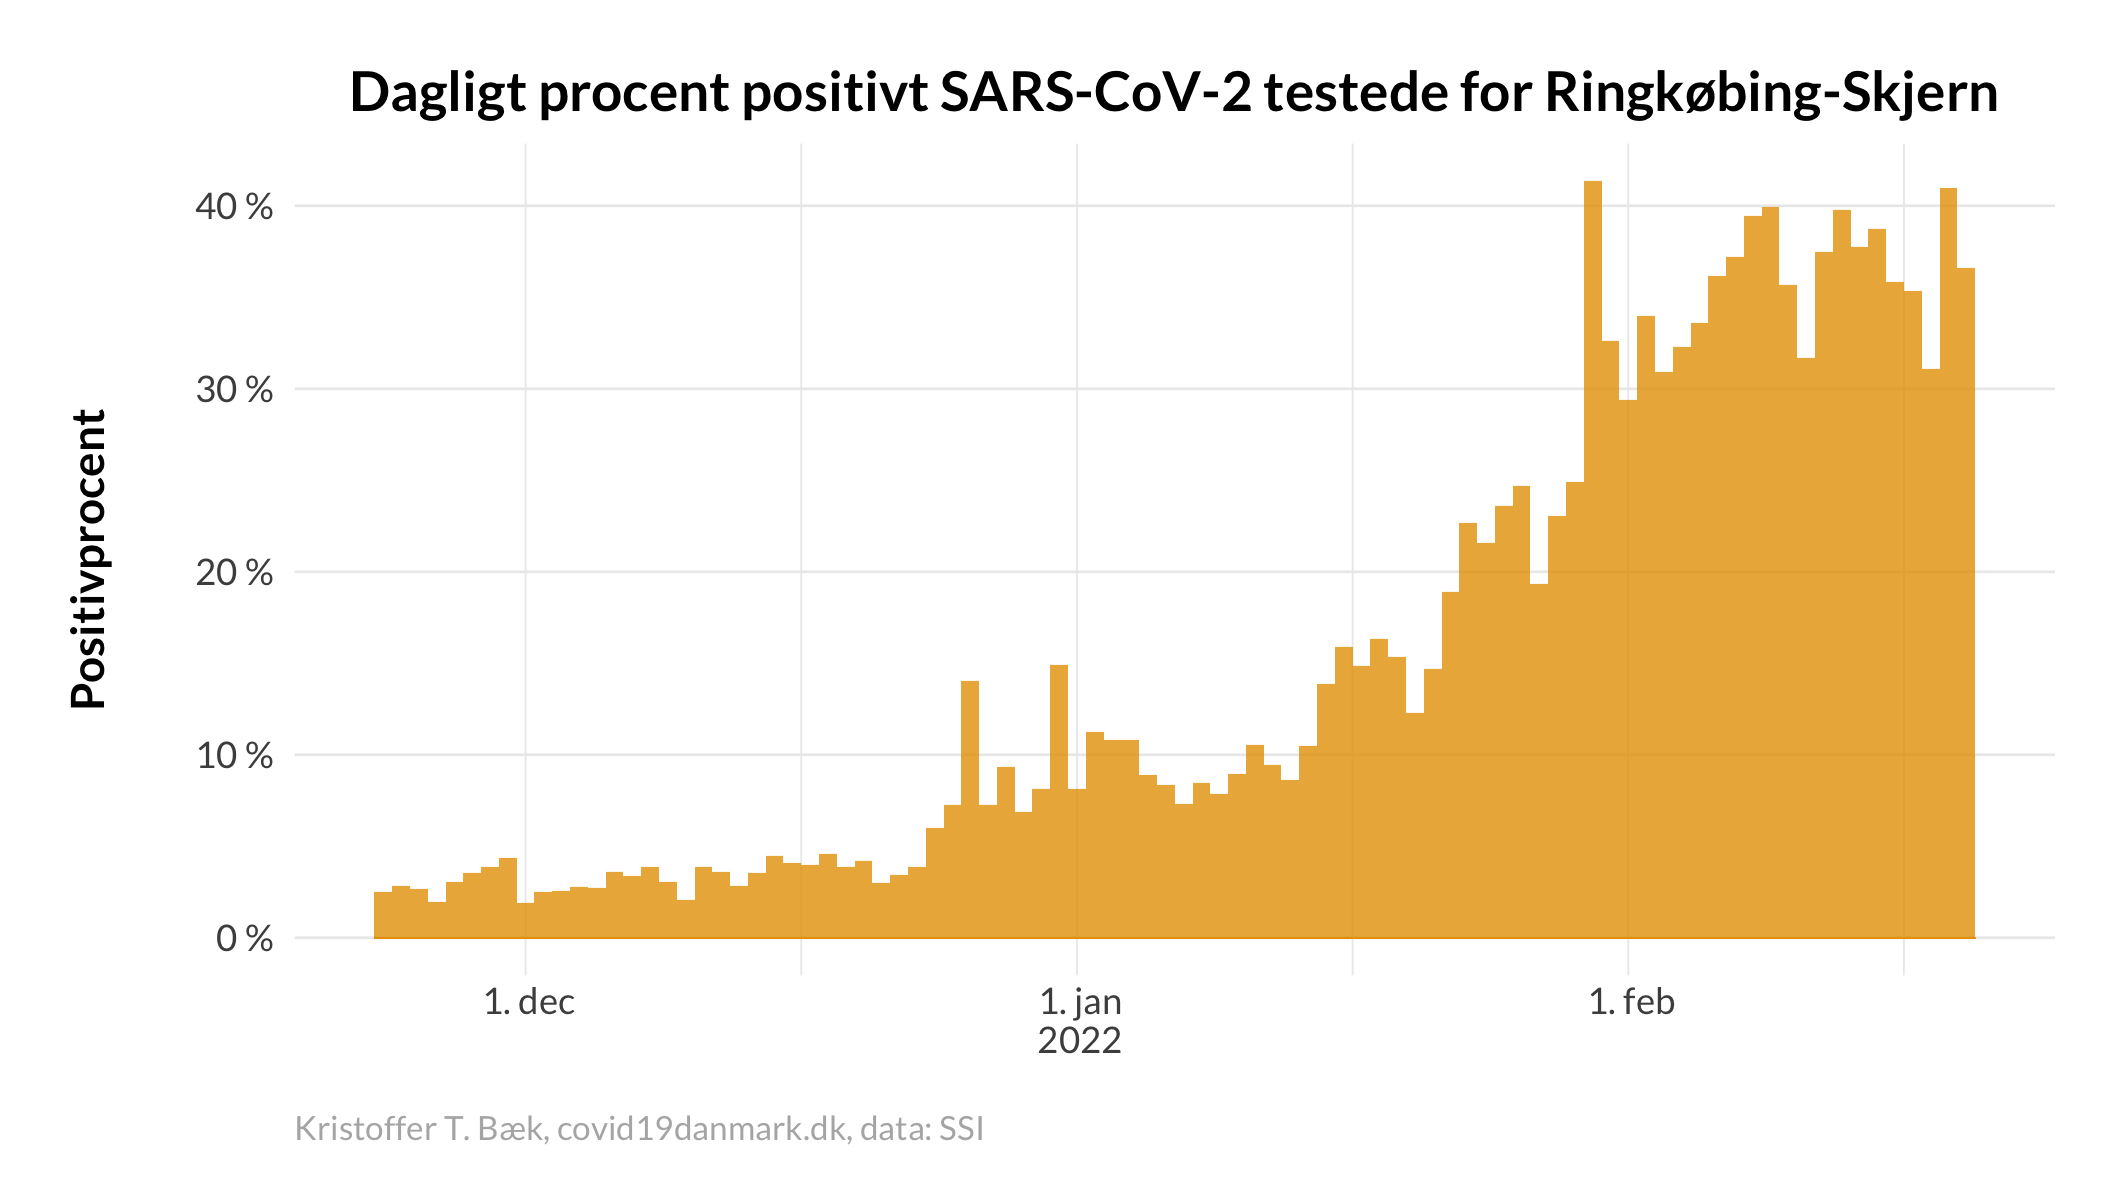 Dagligt procent positivt SARS-CoV-2 testede for Ringkøbing-Skjern
Positivprocent
40 %
30 %
20 %
10 %
0 %
1. dec
1. jan
2022
1. feb
Kristoffer T. Bæk, covid19danmark.dk, data: SSI